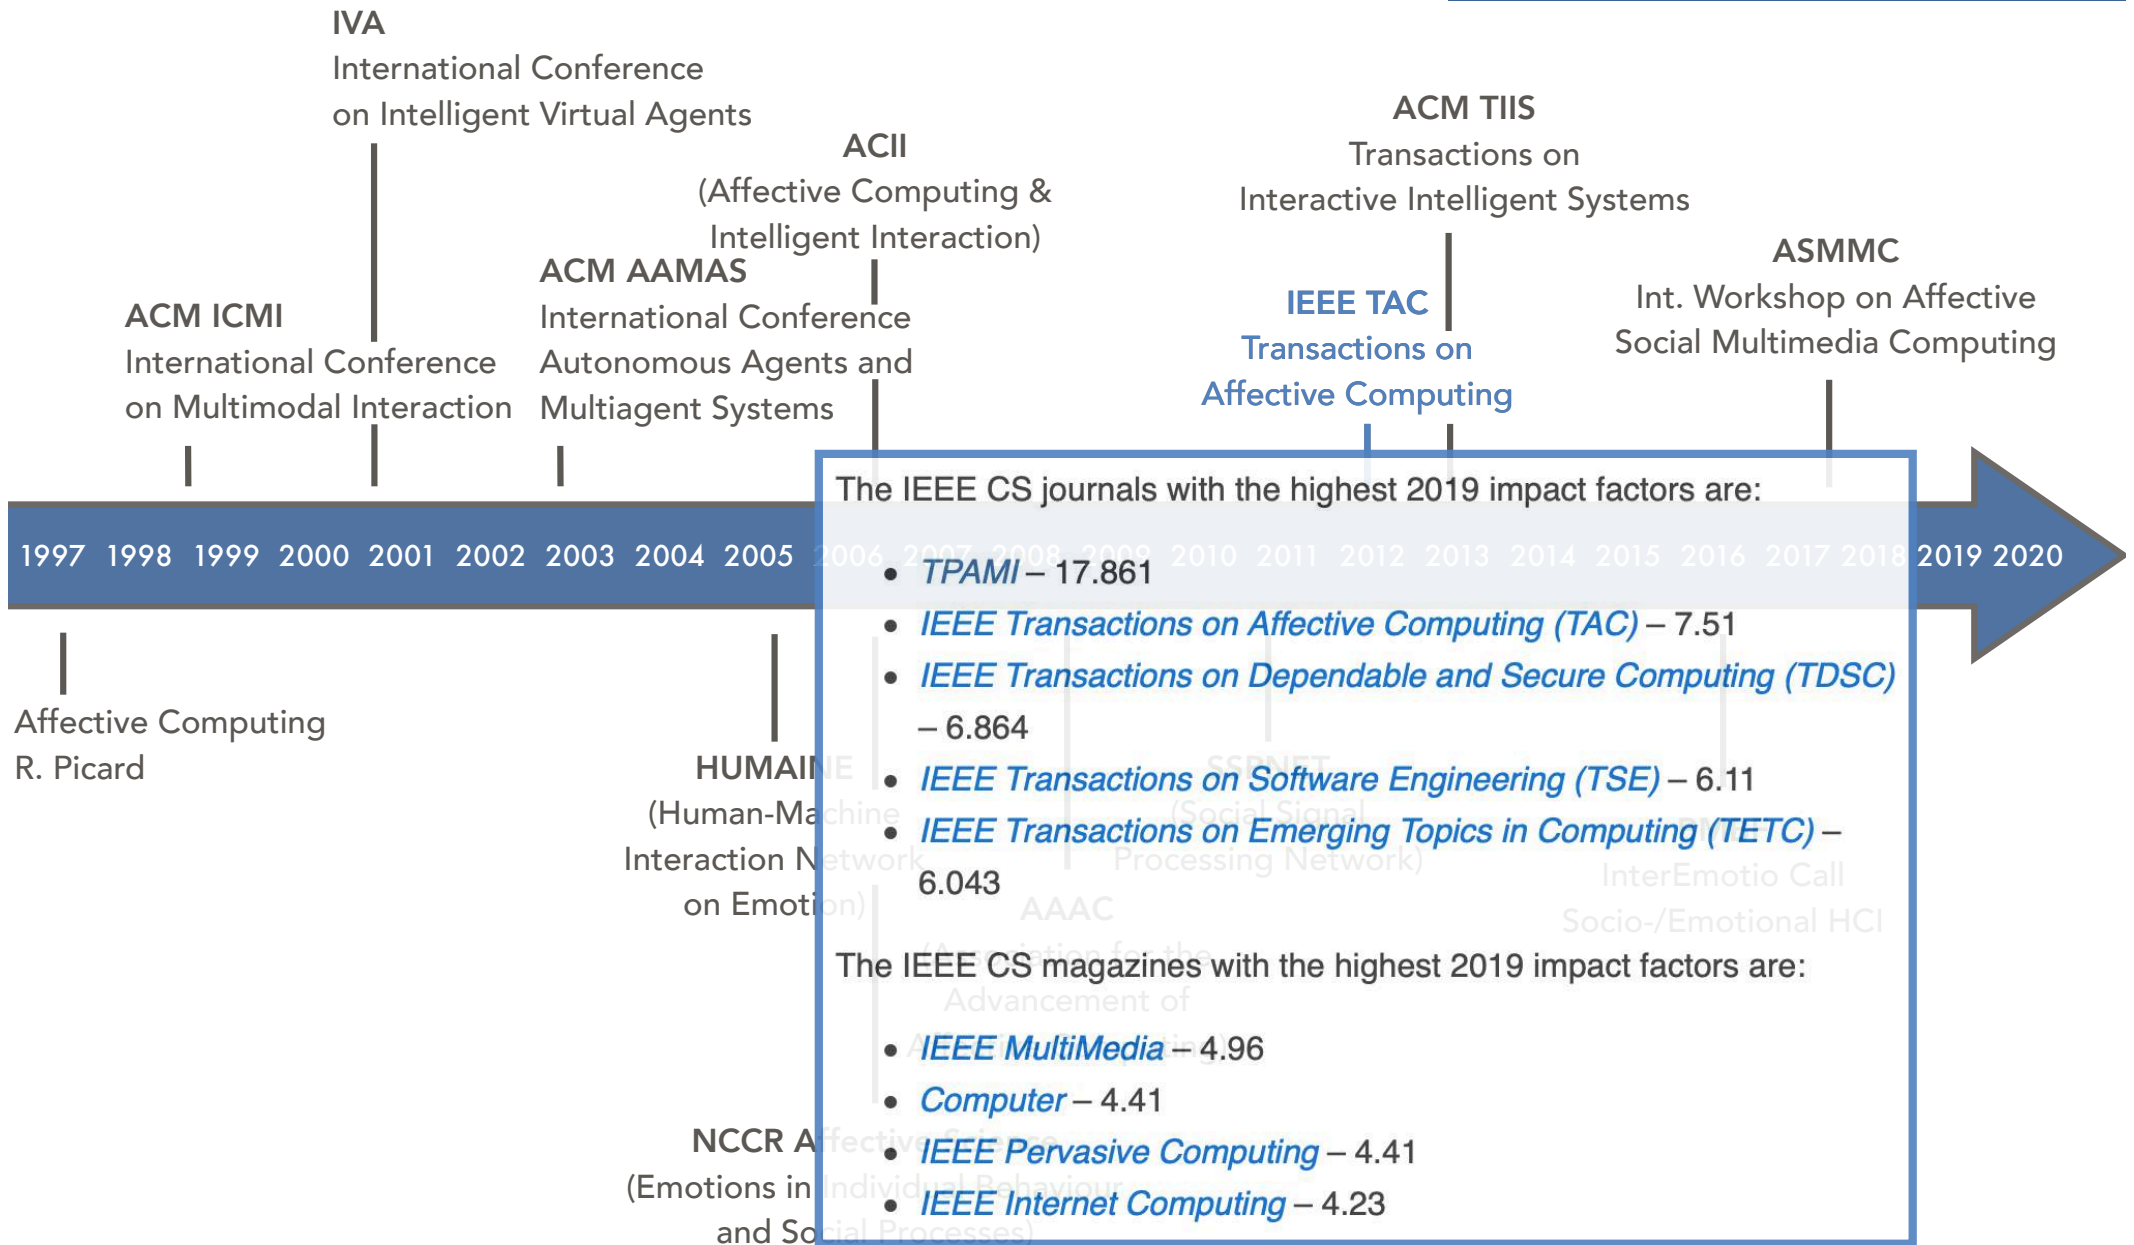 IVA
International Conference
on Intelligent Virtual Agents
ACII
(Affective Computing &
Intelligent Interaction)
ACM TIIS
Transactions on
Interactive Intelligent Systems
ACM ICMI
International Conference
on Multimodal Interaction
ACM AAMAS
International Conference
Autonomous Agents and
Multiagent Systems
IEEE TAC
Transactions on
Affective Computing
ASMMC
Int. Workshop on Affective
Social Multimedia Computing
1997 1998 1999 2000 2001 2002 2003 2004 2005 2006 2007 2008 2009 2010 2011 2012 2013 2014 2015 2016 2017 2018 2019 2020
The IEEE CS journals with the highest 2019 impact factors are:
• TPAMI – 17.861
• IEEE Transactions on Affective Computing (TAC) – 7.51
• IEEE Transactions on Dependable and Secure Computing (TDSC)
– 6.864
• IEEE Transactions on Software Engineering (TSE) – 6.11
• IEEE Transactions on Emerging Topics in Computing (TETC) –
6.043
The IEEE CS magazines with the highest 2019 impact factors are:
• IEEE MultiMedia – 4.96
• Computer – 4.41
• IEEE Pervasive Computing – 4.41
• IEEE Internet Computing – 4.23
Affective Computing
R. Picard
HUMAINE
(Human-Machine
Interaction Network
on Emotion)
NCCR Affective Science
(Emotions in Individual Behaviour
and Social Processes)
AAAC
(Association for the
Advancement of
Affective Computing)
SSPNET
(Social Signal
Processing Network)
InterEmotio Call
Socio-/Emotional HCI